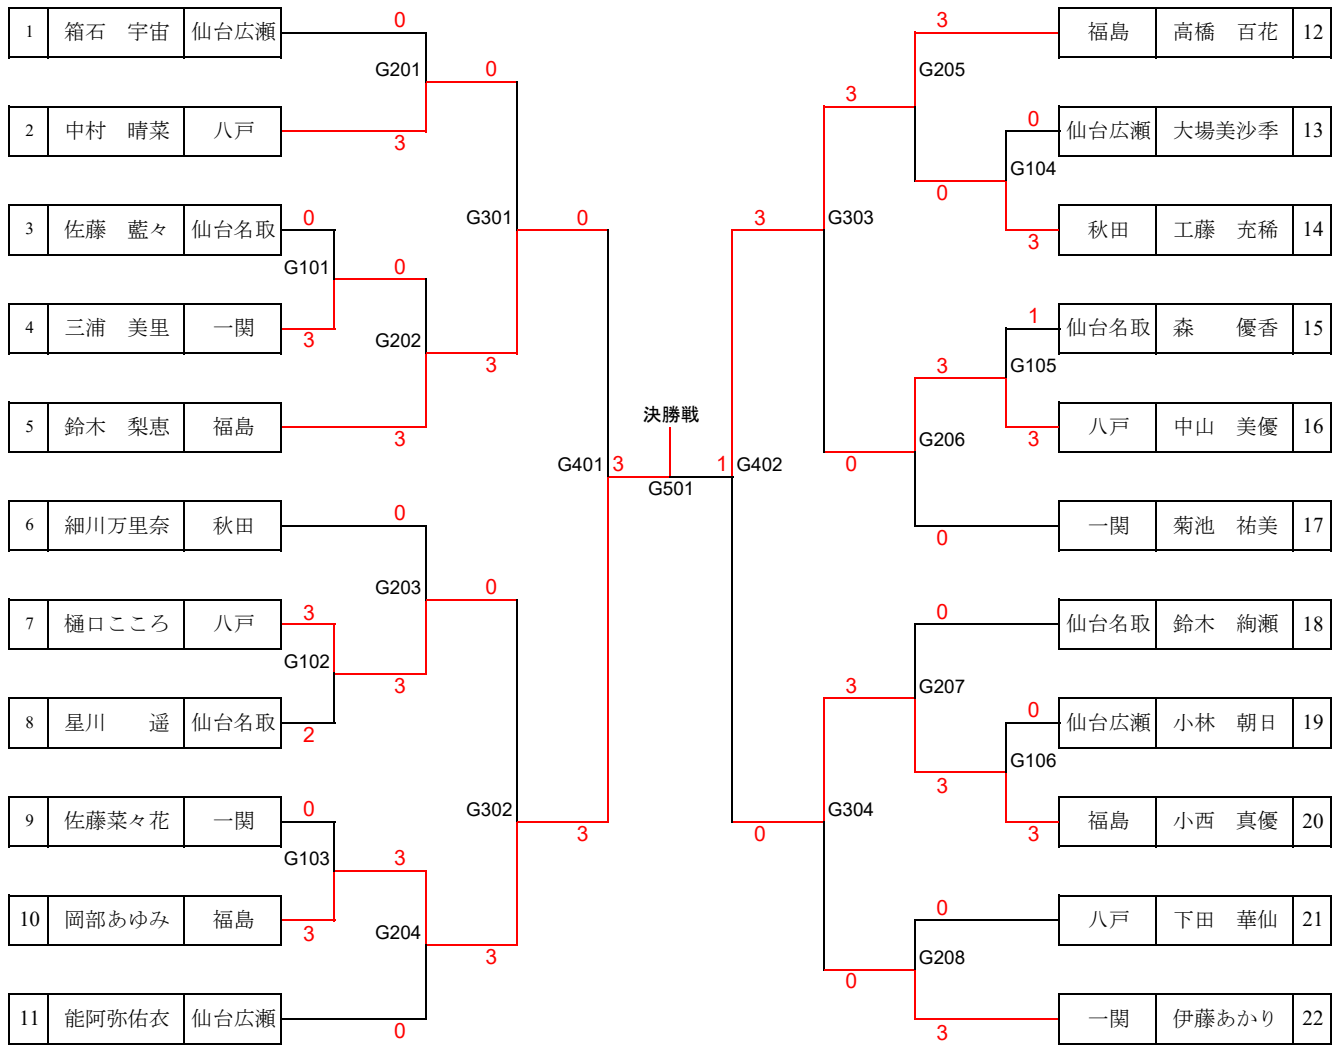 1 箱石　宇宙 仙台広瀬
0
G201
0
2 中村　晴菜 八戸
3
3 佐藤　藍々 仙台名取
0
G101
0
G301
0
4 三浦　美里 一関
3
G202
3
5 鈴木　梨恵 福島
3
G401
6 細川万里奈 秋田
0
G203
0
7 樋口こころ 八戸
3
G102
3
8 星川　　遥 仙台名取
2
9 佐藤菜々花 一関
0
G103
3
G302
3
10 岡部あゆみ 福島
3
G204
3
11 能阿弥佑衣 仙台広瀬
0
決勝戦
3
G501
1
G402
3
福島 高橋　百花 12
3
G205
3
仙台広瀬 大場美沙季 13
0
G104
0
秋田 工藤　充稀 14
3
G303
3
仙台名取 森　　優香 15
1
G105
3
八戸 中山　美優 16
3
G206
0
一関 菊池　祐美 17
0
仙台名取 鈴木　絢瀬 18
0
G207
3
仙台広瀬 小林　朝日 19
0
G106
3
福島 小西　真優 20
3
G304
0
八戸 下田　華仙 21
0
G208
0
一関 伊藤あかり 22
3